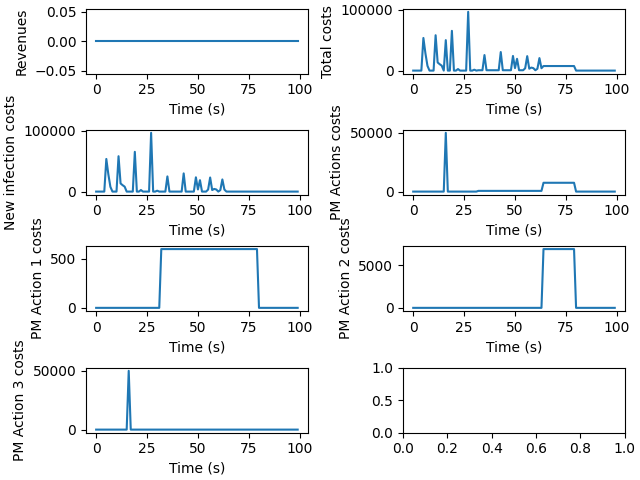 Revenues
0.05
0.00
−0.05
0 25 50 75 100
Time (s)
Total costs
100000
0
0 25 50 75 100
Time (s)
New infection costs
100000
0
0 25 50 75 100
Time (s)
PM Actions costs
50000
0
0 25 50 75 100
Time (s)
PM Action 1 costs
500
0
0 25 50 75 100
Time (s)
PM Action 2 costs
5000
0
0 25 50 75 100
Time (s)
PM Action 3 costs
50000
0
0 25 50 75 100
Time (s)
1.0
0.5
0.0
0.0 0.2 0.4 0.6 0.8 1.0